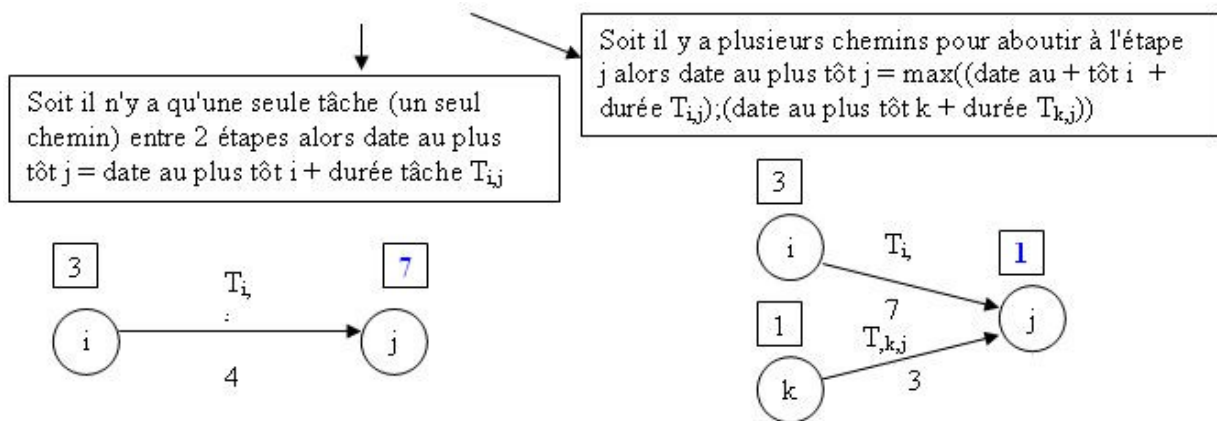 Soit il y a plusieurs chemins pour aboutir à l'étape
j alors date au plus tôt j = max((date au + tôt i +
durée Ti,j);(date au plus tôt k + durée Tk,j))
Soit il n'y a qu'une seule tâche (un seul
chemin) entre 2 étapes alors date au plus
tôt j = date au plus tôt i + durée tâche Ti,j
3
7
Ti,
i
j
4
3
i
Ti,
1
j
7
1
T,k,j
k
3